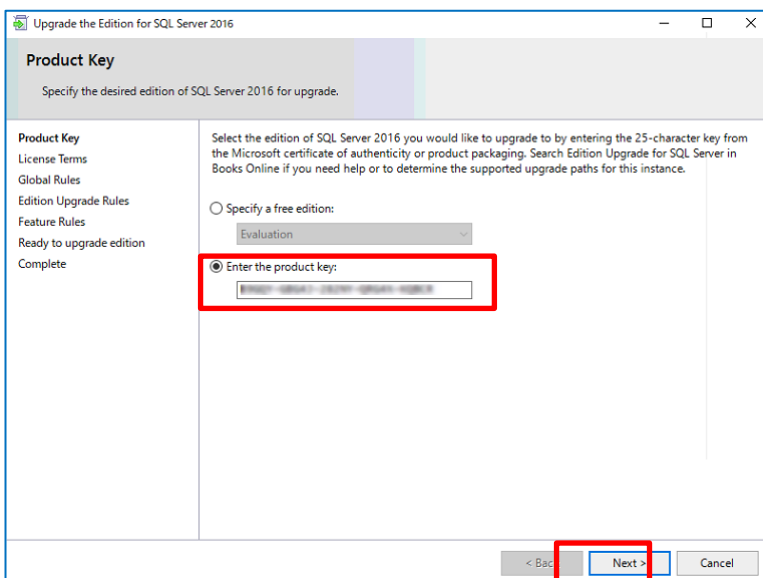 Upgrade the Edition for SQL Server 2016
Product Key
Specify the desired edition of SQL Server 2016 for upgrade.
Product Key
License Terms
Global Rules
Edition Upgrade Rules
Feature Rules
Ready to upgrade edition
Complete
Select the edition of SQL Server 2016 you would like to upgrade to by entering the 25-character key from
the Microsoft certificate of authenticity or product packaging. Search Edition Upgrade for SQL Server in
Books Online if you need help or to determine the supported upgrade paths for this instance.
Specify a free edition:
Evaluation
Enter the product key:
Next >
Cancel